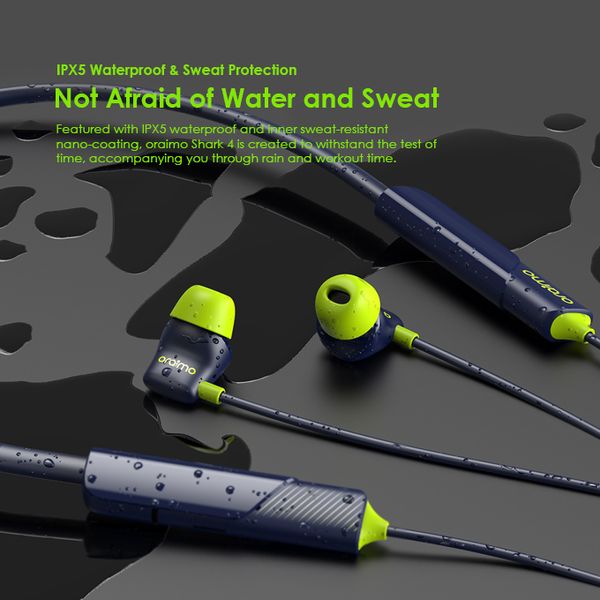 IPX5 Waterproof & Sweat Protection
Not Afraid of Water and Sweat
Featured with IPX5 waterproof and inner sweat-resistant
nano-coating, oraimo Shark 4 is created to withstand the test of
time, accompanying you through rain and workout time.
oraimo
oraimo